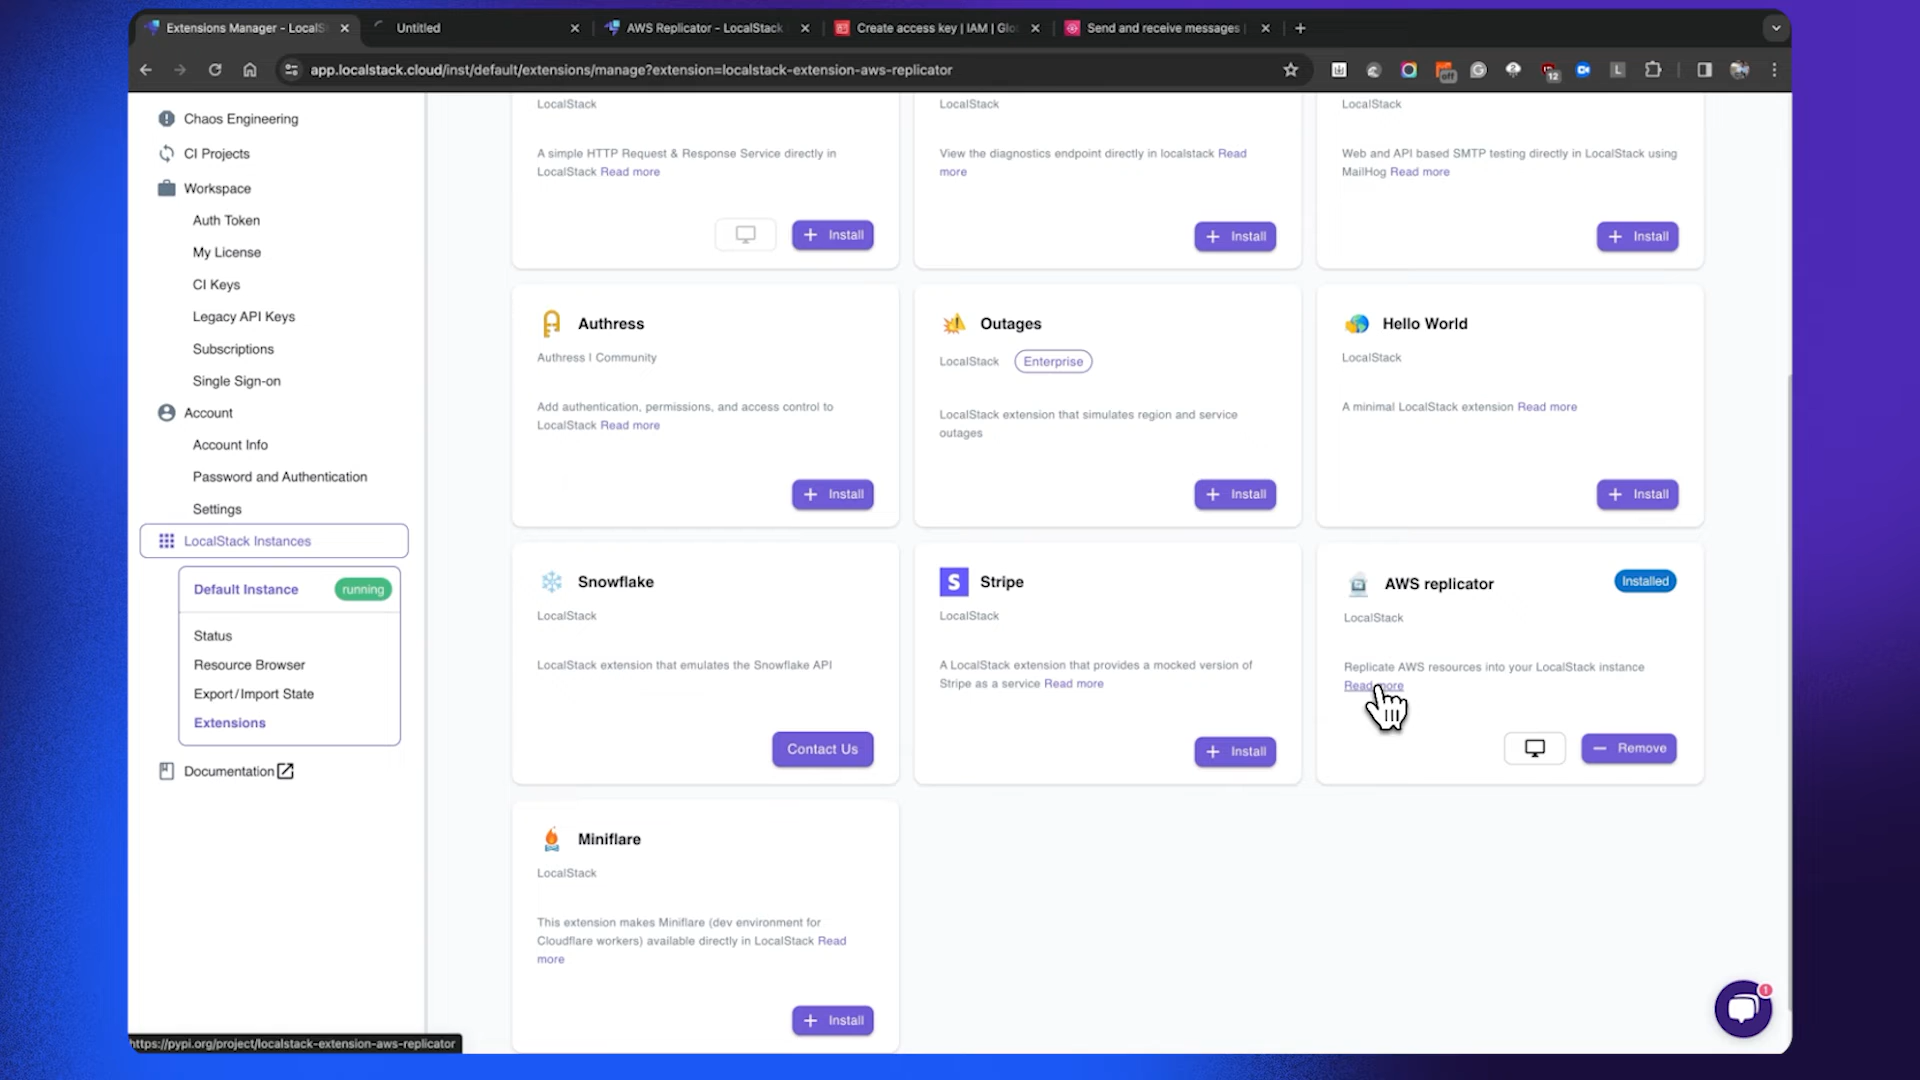 Extensions Manager - LocalS
Untitled
AWS Replicator - LocalStack
Create access key | IAM | Glo
Send and receive messages |
app.localstack.cloud/inst/default/extensions/manage?extension=localstack-extension-aws-replicator
off
12
L
Chaos Engineering
CI Projects
Workspace
Auth Token
My License
CI Keys
Legacy API Keys
Subscriptions
Single Sign-on
Account
Account Info
Password and Authentication
Settings
LocalStack Instances
Default Instance
running
Status
Resource Browser
Export/Import State
Extensions
Documentation
LocalStack
A simple HTTP Request & Response Service directly in
LocalStack Read more
Install
LocalStack
View the diagnostics endpoint directly in localstack Read
more
Install
LocalStack
Web and API based SMTP testing directly in LocalStack using
MailHog Read more
Install
Authress
Authress | Community
Add authentication, permissions, and access control to
LocalStack Read more
Install
Outages
LocalStack
Enterprise
LocalStack extension that simulates region and service
outages
Install
Hello World
LocalStack
A minimal LocalStack extension Read more
Install
Snowflake
LocalStack
LocalStack extension that emulates the Snowflake API
Contact Us
S
Stripe
LocalStack
A LocalStack extension that provides a mocked version of
Stripe as a service Read more
Install
AWS replicator
Installed
LocalStack
Replicate AWS resources into your LocalStack instance
Read more
Remove
Miniflare
LocalStack
This extension makes Miniflare (dev environment for
Cloudflare workers) available directly in LocalStack Read
more
Install
1
https://pypi.org/project/localstack-extension-aws-replicator